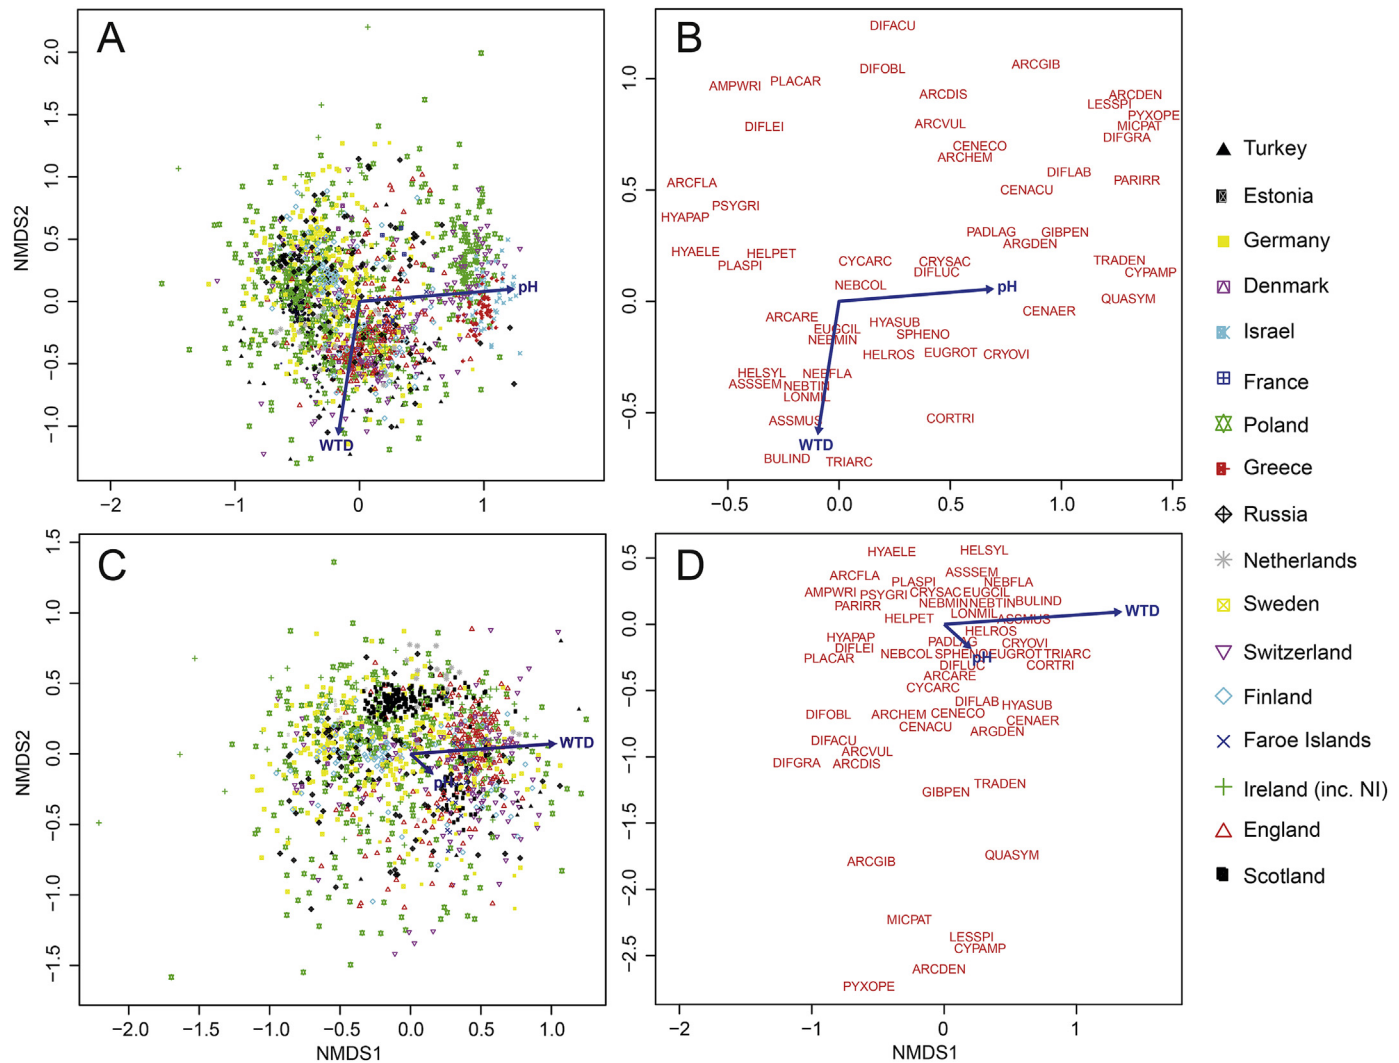 A
2.0
1.5
1.0
0.5
0.0
−0.5
−1.0
NMDS2
pH
WTD
−2
−1
0
1
B
1.0
0.5
0.0
−0.5
DIFACU
DIFOBL
ARCGIB
AMPWRI
PLACAR
ARCDIS
ARCDEN
LESSPI
PYXOPE
DIFLEI
ARCVUL
MICPAT
DIFGRA
CENECO
ARCHEM
DIFLAB
ARCFLA
CENACU
PARIRR
PSYGRI
HYAPAP
PADLAG
GIBPEN
ARGDEN
HYAELE
HELPET
PLASPI
CYCARC
CRYSAC
TRADEN
DIFLUC
CYPAMP
NEBCOL
pH
QUASYM
ARCARE
CENAER
EUGCIL
HYASUB
NEBMIN
SPHENO
HELROS
EUGROT
CRYOVI
HELSYL
NEBFLA
ASSSEM
NEBTIN
LONMIL
ASSMUS
CORTRI
WTD
BULIND
TRIARC
−0.5
0.0
0.5
1.0
1.5
C
1.5
1.0
0.5
0.0
−0.5
−1.0
−1.5
NMDS2
WTD
pH
−2.0
−1.5
−1.0
−0.5
0.0
0.5
1.0
NMDS1
D
0.5
0.0
−0.5
−1.0
−1.5
−2.0
−2.5
HYAELE
HELSYL
ARCFLA
ASSSEM
PLASPI
NEBFLA
AMPWRI
PSYGRI
CRYSAC
EUGCIL
PARIRR
NEBMIN
NEBTIN
BULIND
HELPET
LONMIL
ASSMUS
WTD
HYAPAP
HELROS
DIFLEI
PADLAG
CRYOVI
PLACAR
NEBCOL
SPHENO
EUGROT
TRIARC
pH
DIFLUC
CORTRI
ARCARE
CYCARC
DIFLAB
HYASUB
DIFOBL
ARCHEM
CENECO
CENAER
CENACU
ARGDEN
DIFACU
ARCVUL
DIFGRA
ARCDIS
TRADEN
GIBPEN
ARCGIB
QUASYM
MICPAT
LESSPI
CYPAMP
ARCDEN
PYXOPE
−2
−1
0
1
NMDS1
Turkey
Estonia
Germany
Denmark
Israel
France
Poland
Greece
Russia
Netherlands
Sweden
Switzerland
Finland
Faroe Islands
Ireland (inc. NI)
England
Scotland